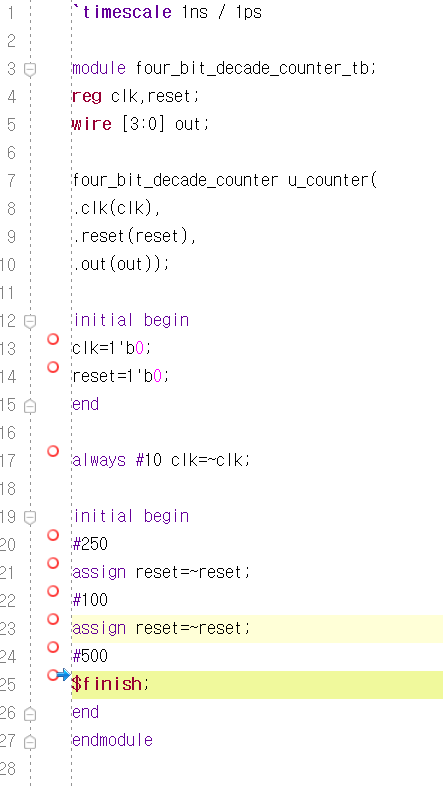 1 `timescale 1ns / 1ps
2
3 module four_bit_decade_counter_tb;
4 reg clk,reset;
5 wire [3:0] out;
6
7 four_bit_decade_counter u_counter(
8 .clk(clk),
9 .reset(reset),
10 .out(out));
11
12 initial begin
13 clk=1'b0;
14 reset=1'b0;
15 end
16
17 always #10 clk=~clk;
18
19 initial begin
20 #250
21 assign reset=~reset;
22 #100
23 assign reset=~reset;
24 #500
25 $finish;
26 end
27 endmodule
28